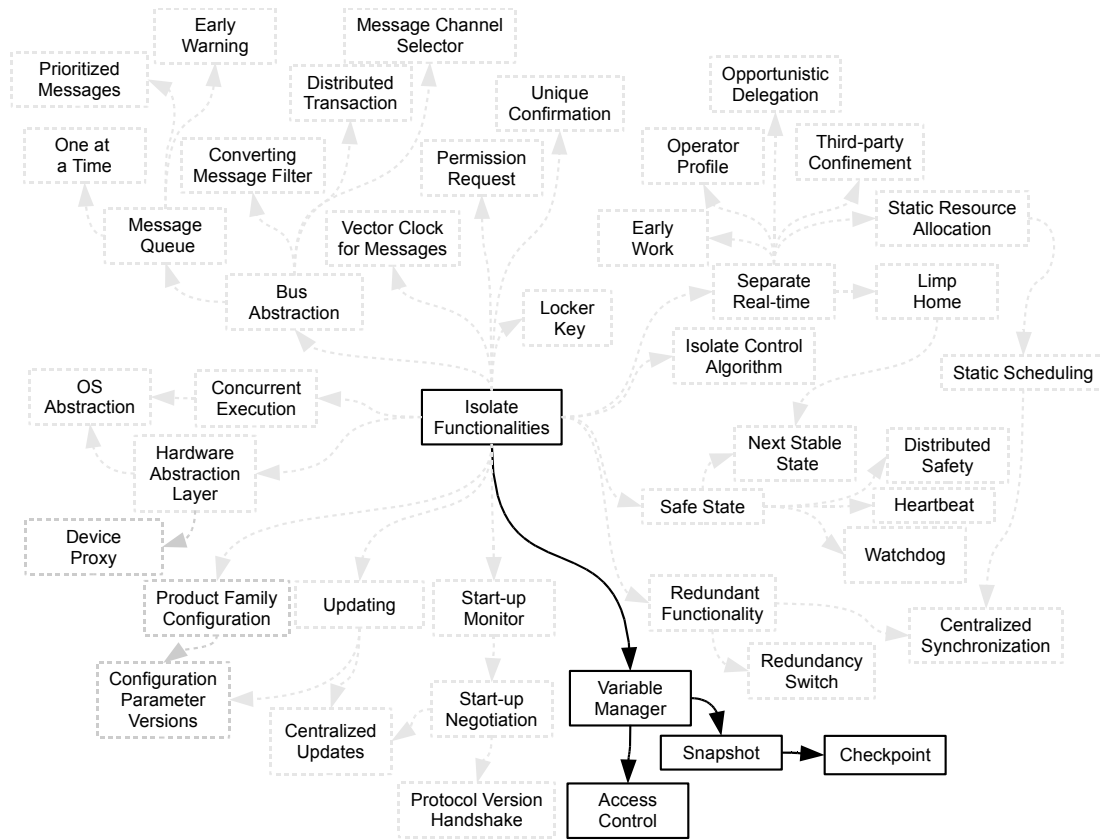 Early
Warning
Message Channel
Selector
Prioritized
Messages
Distributed
Transaction
Unique
Confirmation
Opportunistic
Delegation
One at
a Time
Converting
Message Filter
Permission
Request
Operator
Profile
Third-party
Confinement
Message
Queue
Vector Clock
for Messages
Early
Work
Static Resource
Allocation
Bus
Abstraction
Locker
Key
Separate
Real-time
Limp
Home
Isolate Control
Algorithm
Static Scheduling
OS
Abstraction
Concurrent
Execution
Isolate
Functionalities
Hardware
Abstraction
Layer
Next Stable
State
Distributed
Safety
Safe State
Heartbeat
Device
Proxy
Watchdog
Product Family
Configuration
Updating
Start-up
Monitor
Redundant
Functionality
Centralized
Synchronization
Configuration
Parameter
Versions
Redundancy
Switch
Start-up
Negotiation
Variable
Manager
Centralized
Updates
Snapshot
Checkpoint
Protocol Version
Handshake
Access
Control